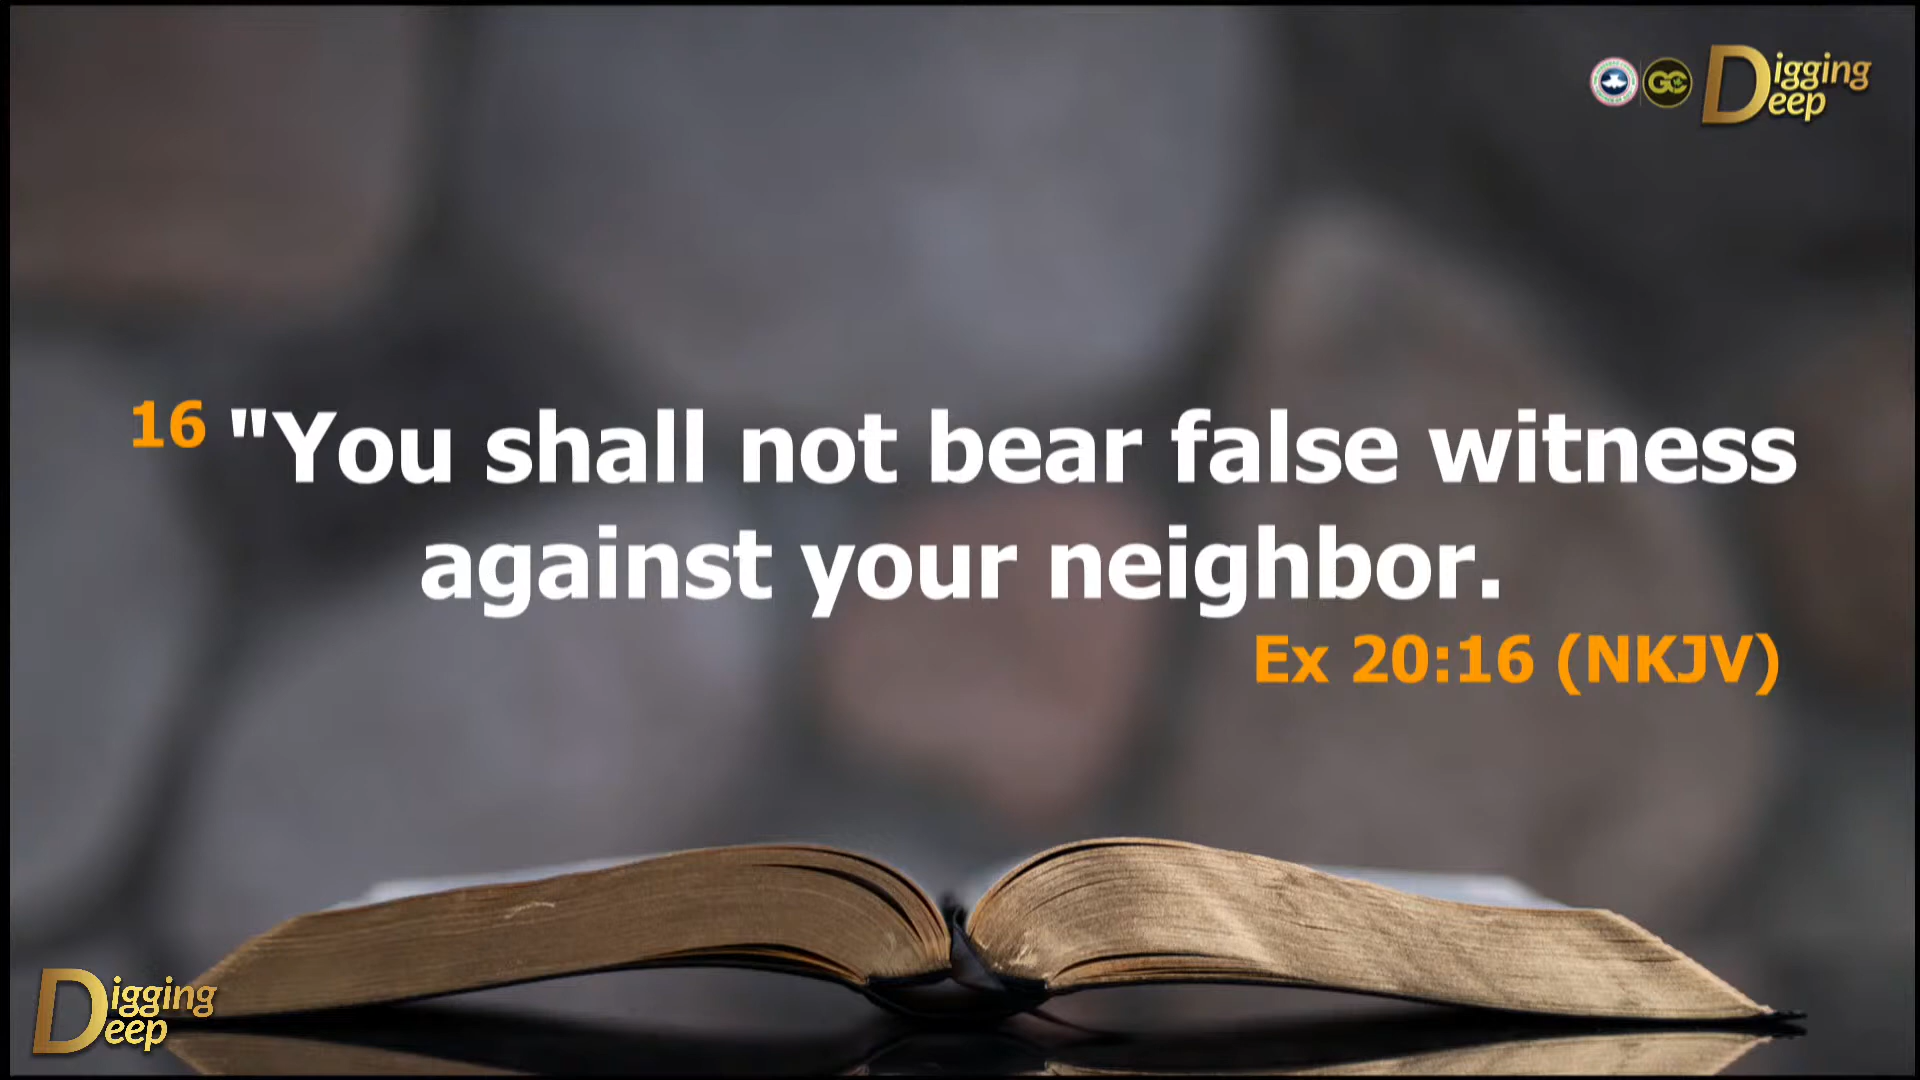 Digging
Deep
16 "You shall not bear false witness
against your neighbor.
Ex 20:16 (NKJV)
Digging
Deep